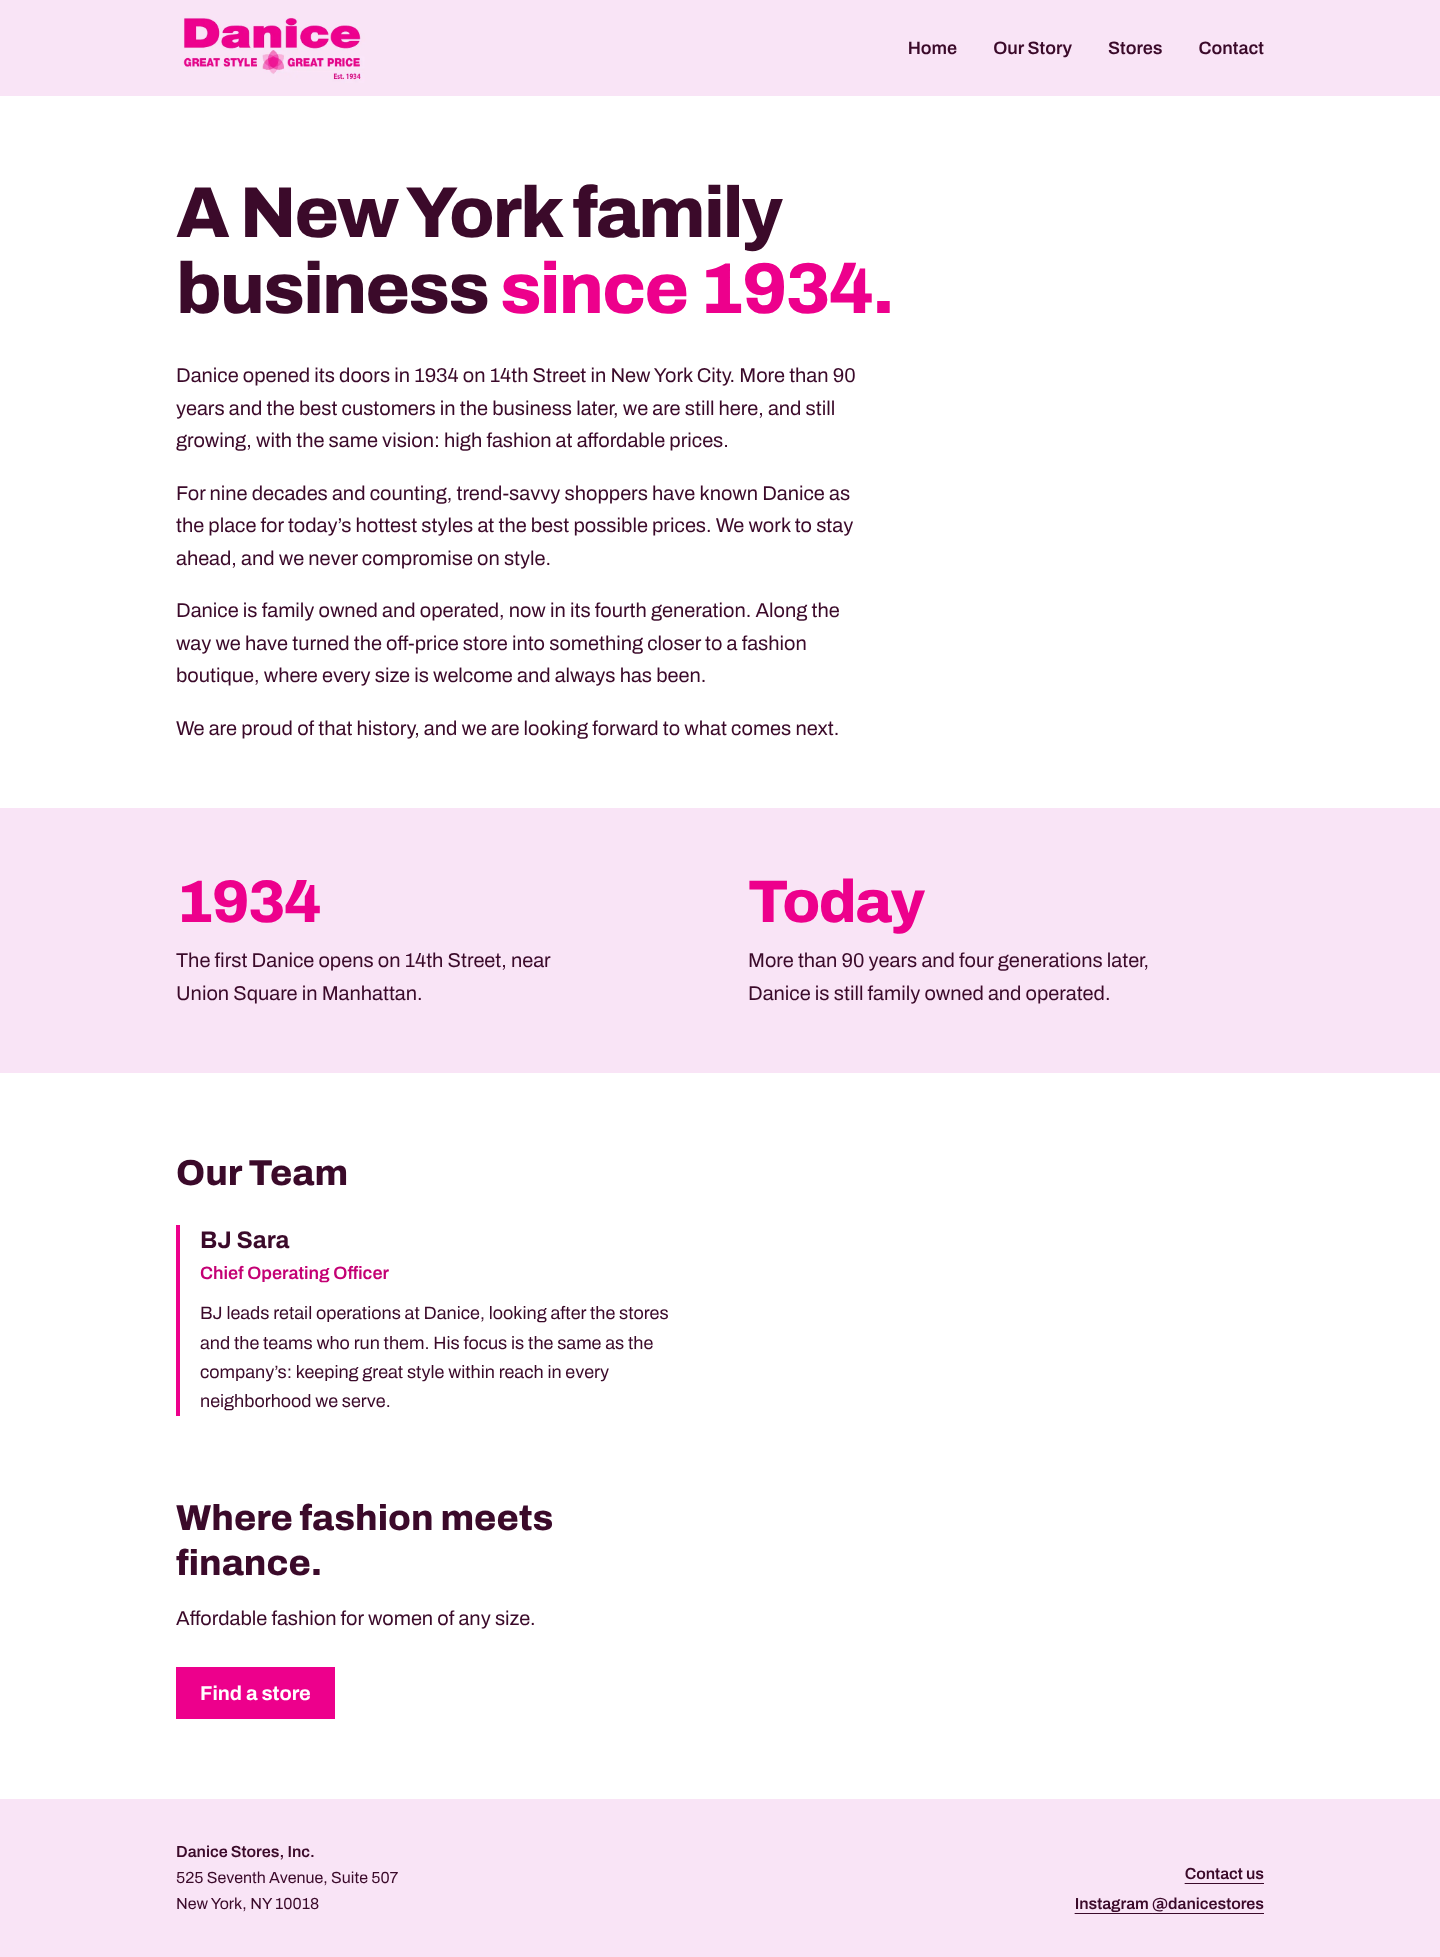 Danice
GREAT STYLE GREAT PRICE
Est. 1934
Home Our Story Stores Contact
A New York family
business since 1934.
Danice opened its doors in 1934 on 14th Street in New York City. More than 90
years and the best customers in the business later, we are still here, and still
growing, with the same vision: high fashion at affordable prices.
For nine decades and counting, trend-savvy shoppers have known Danice as
the place for today’s hottest styles at the best possible prices. We work to stay
ahead, and we never compromise on style.
Danice is family owned and operated, now in its fourth generation. Along the
way we have turned the off-price store into something closer to a fashion
boutique, where every size is welcome and always has been.
We are proud of that history, and we are looking forward to what comes next.
1934
The first Danice opens on 14th Street, near
Union Square in Manhattan.
Today
More than 90 years and four generations later,
Danice is still family owned and operated.
Our Team
BJ Sara
Chief Operating Officer
BJ leads retail operations at Danice, looking after the stores
and the teams who run them. His focus is the same as the
company’s: keeping great style within reach in every
neighborhood we serve.
Where fashion meets
finance.
Affordable fashion for women of any size.
Find a store
Danice Stores, Inc.
525 Seventh Avenue, Suite 507
New York, NY 10018
Contact us
Instagram @danicestores